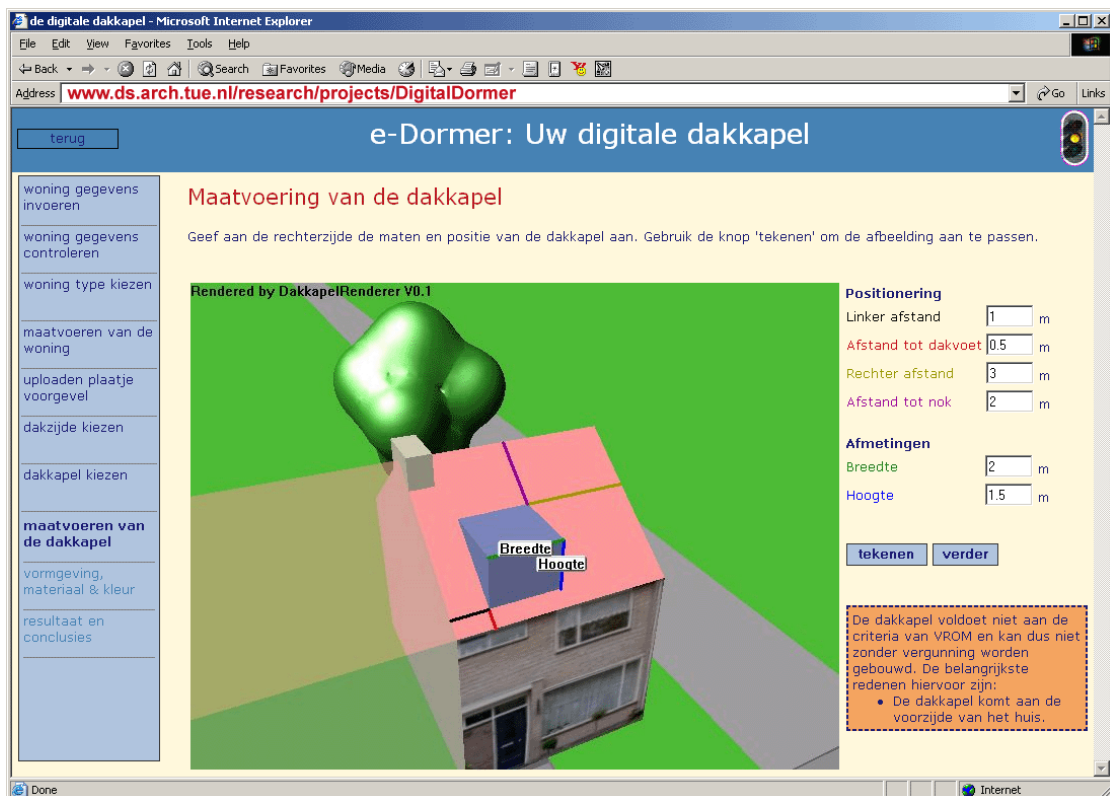 de digitale dakkapel - Microsoft Internet Explorer
File Edit View Favorites Tools Help
Back Search Favorites Media
Address www.ds.arch.tue.nl/research/projects/DigitalDormer Go Links
terug
e-Dormer: Uw digitale dakkapel
woning gegevens
invoeren
woning gegevens
controleren
woning type kiezen
maatvoeren van de
woning
uploaden plaatje
voorgevel
dakzijde kiezen
dakkapel kiezen
maatvoeren van
de dakkapel
vormgeving,
materiaal & kleur
resultaat en
conclusies
Maatvoering van de dakkapel
Geef aan de rechterzijde de maten en positie van de dakkapel aan. Gebruik de knop 'tekenen' om de afbeelding aan te passen.
Rendered by DakkapelRenderer V0.1
Breedte
Hoogte
Positionering
Linker afstand 1 m
Afstand tot dakvoet 0.5 m
Rechter afstand 3 m
Afstand tot nok 2 m
Afmetingen
Breedte 2 m
Hoogte 1.5 m
tekenen verder
De dakkapel voldoet niet aan de
criteria van VROM en kan dus niet
zonder vergunning worden
gebouwd. De belangrijkste
redenen hiervoor zijn:
• De dakkapel komt aan de
voorzijde van het huis.
Done Internet